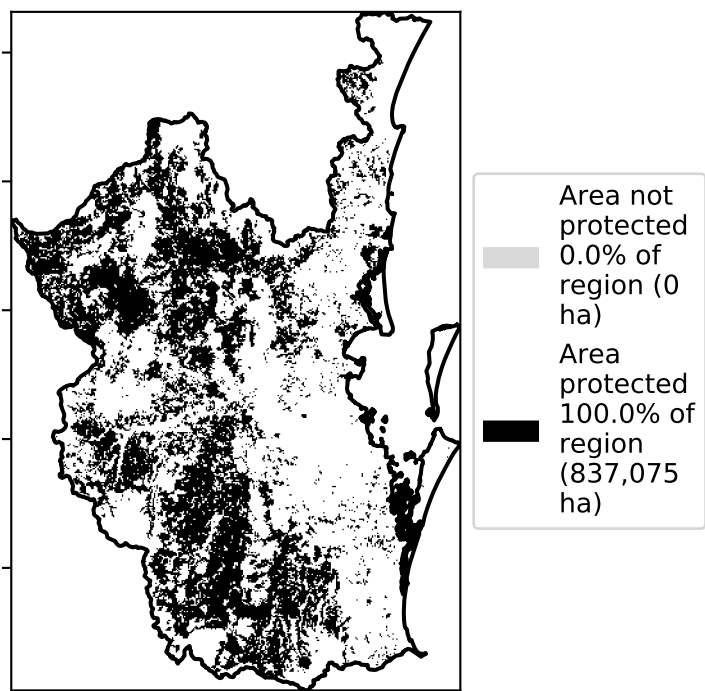 Area not
protected
0.0% of
region (0
ha)
Area
protected
100.0% of
region
(837,075
ha)